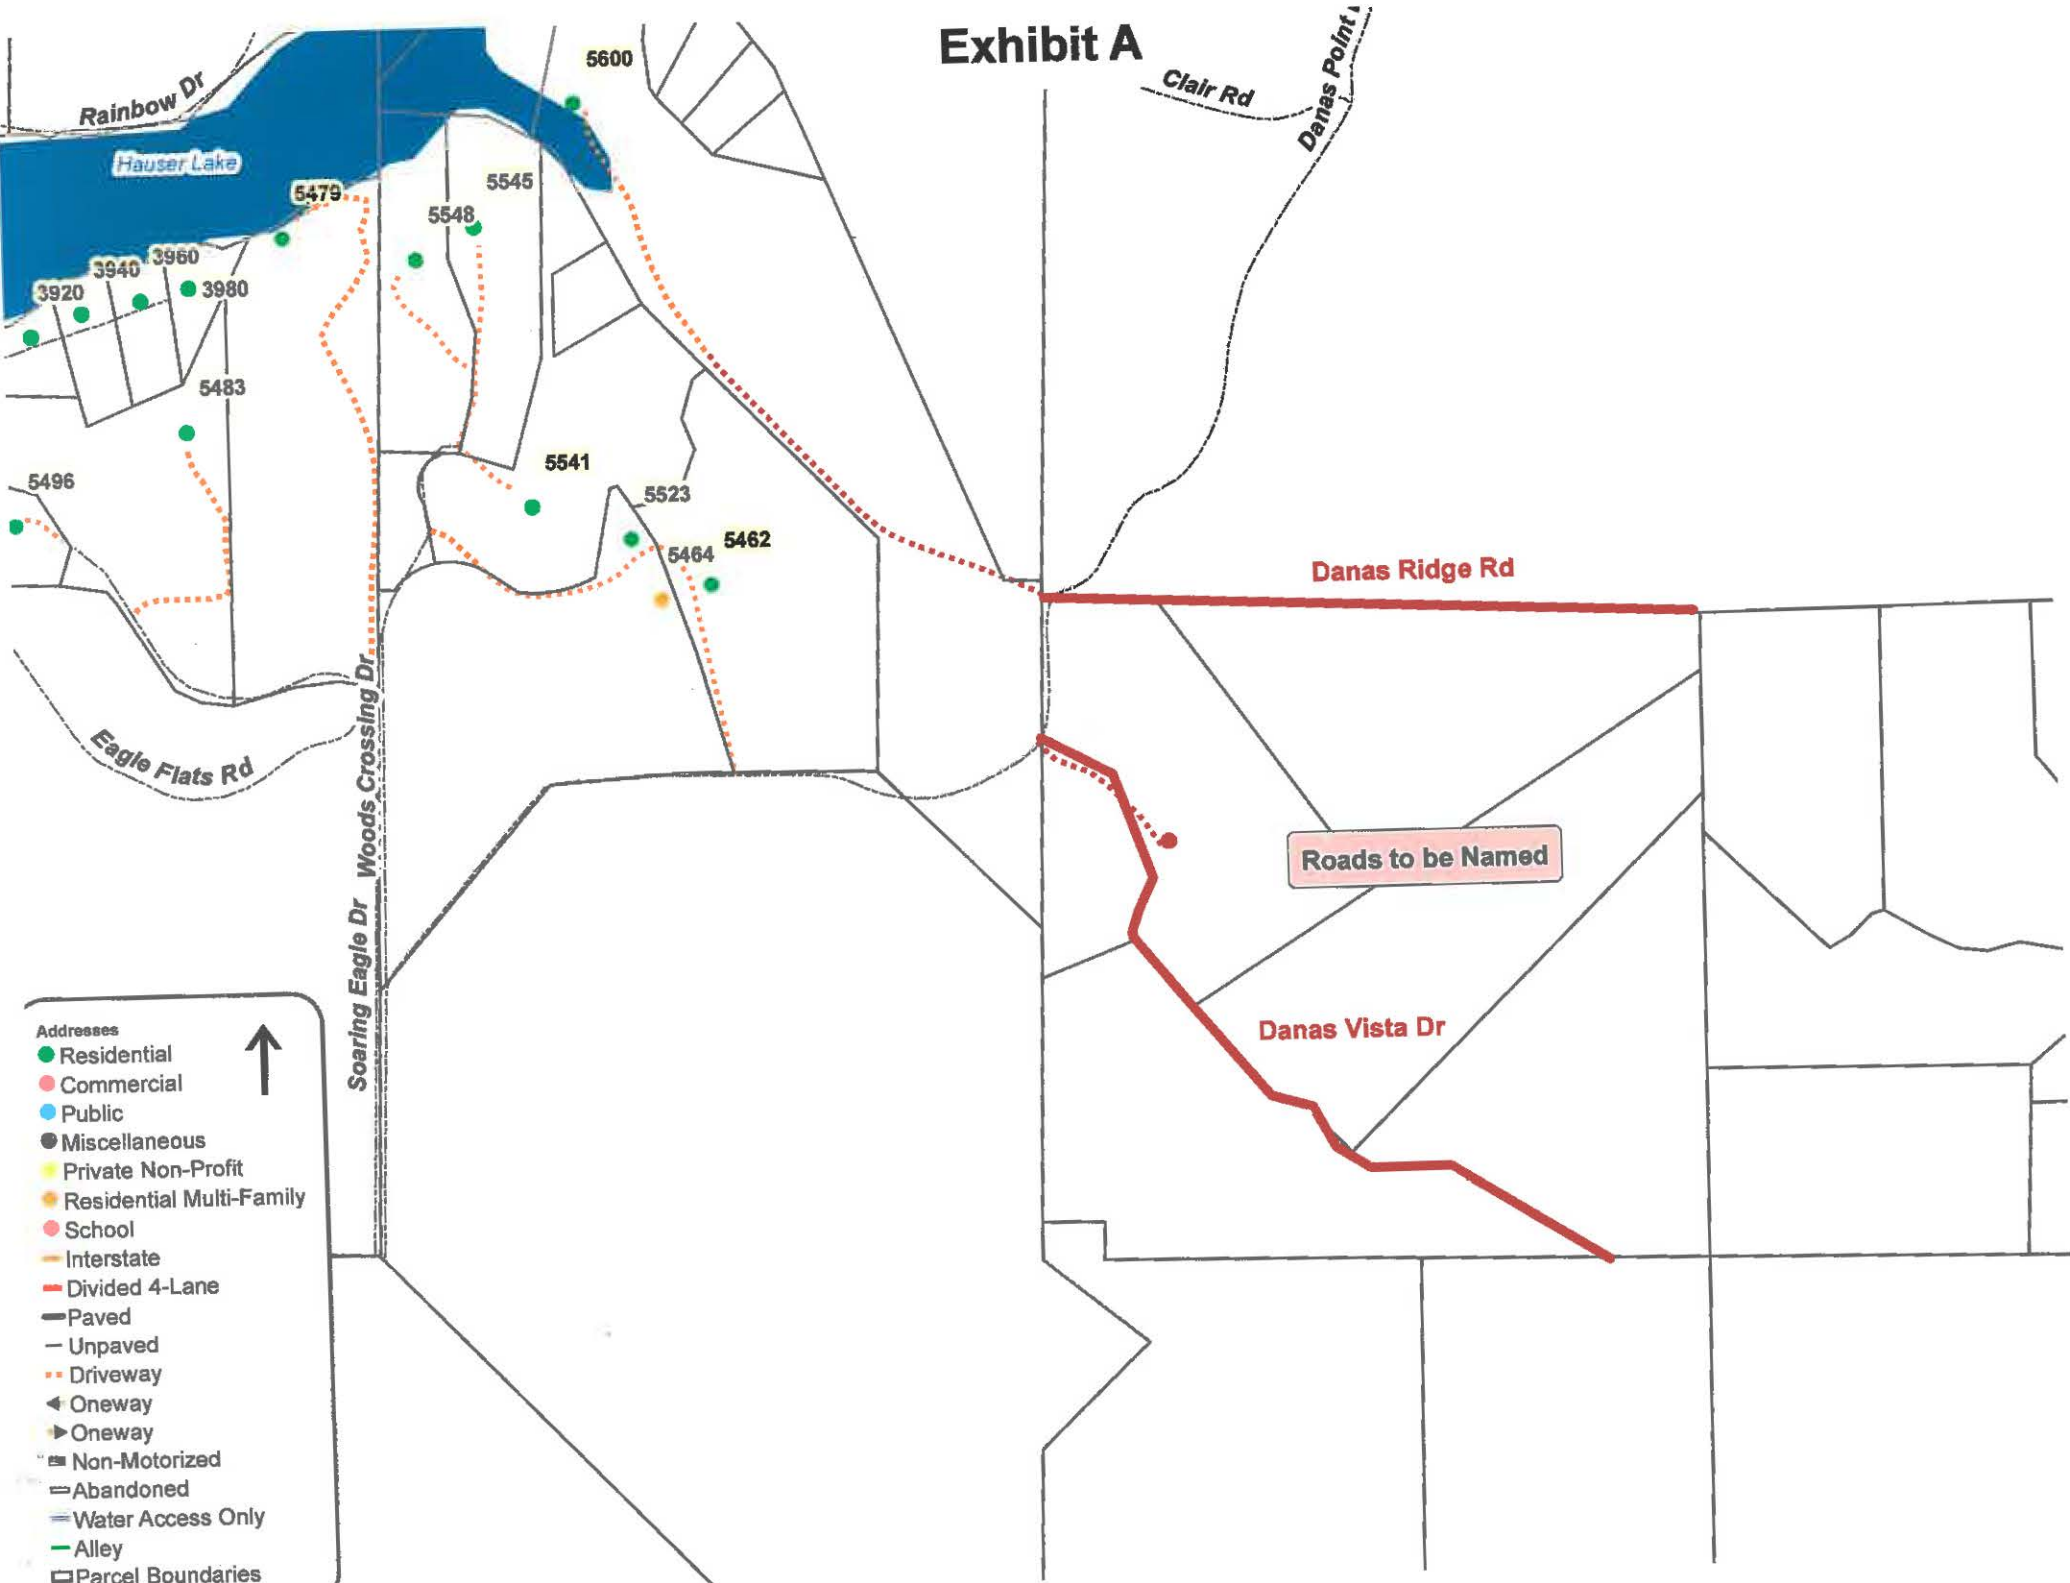 Exhibit A
5600
Clair Rd
Danas Point
Rainbow Dr
Hauser Lake
5479
5545
5548
3960
3940
3920
3980
5483
5541
5496
5523
5462
5464
Danas Ridge Rd
Eagle Flats Rd
Woods Crossing Dr
Soaring Eagle Dr
Roads to be Named
Danas Vista Dr
Addresses
Residential
Commercial
Public
Miscellaneous
Private Non-Profit
Residential Multi-Family
School
Interstate
Divided 4-Lane
Paved
Unpaved
Driveway
Oneway
Oneway
Non-Motorized
Abandoned
Water Access Only
Alley
Parcel Boundaries